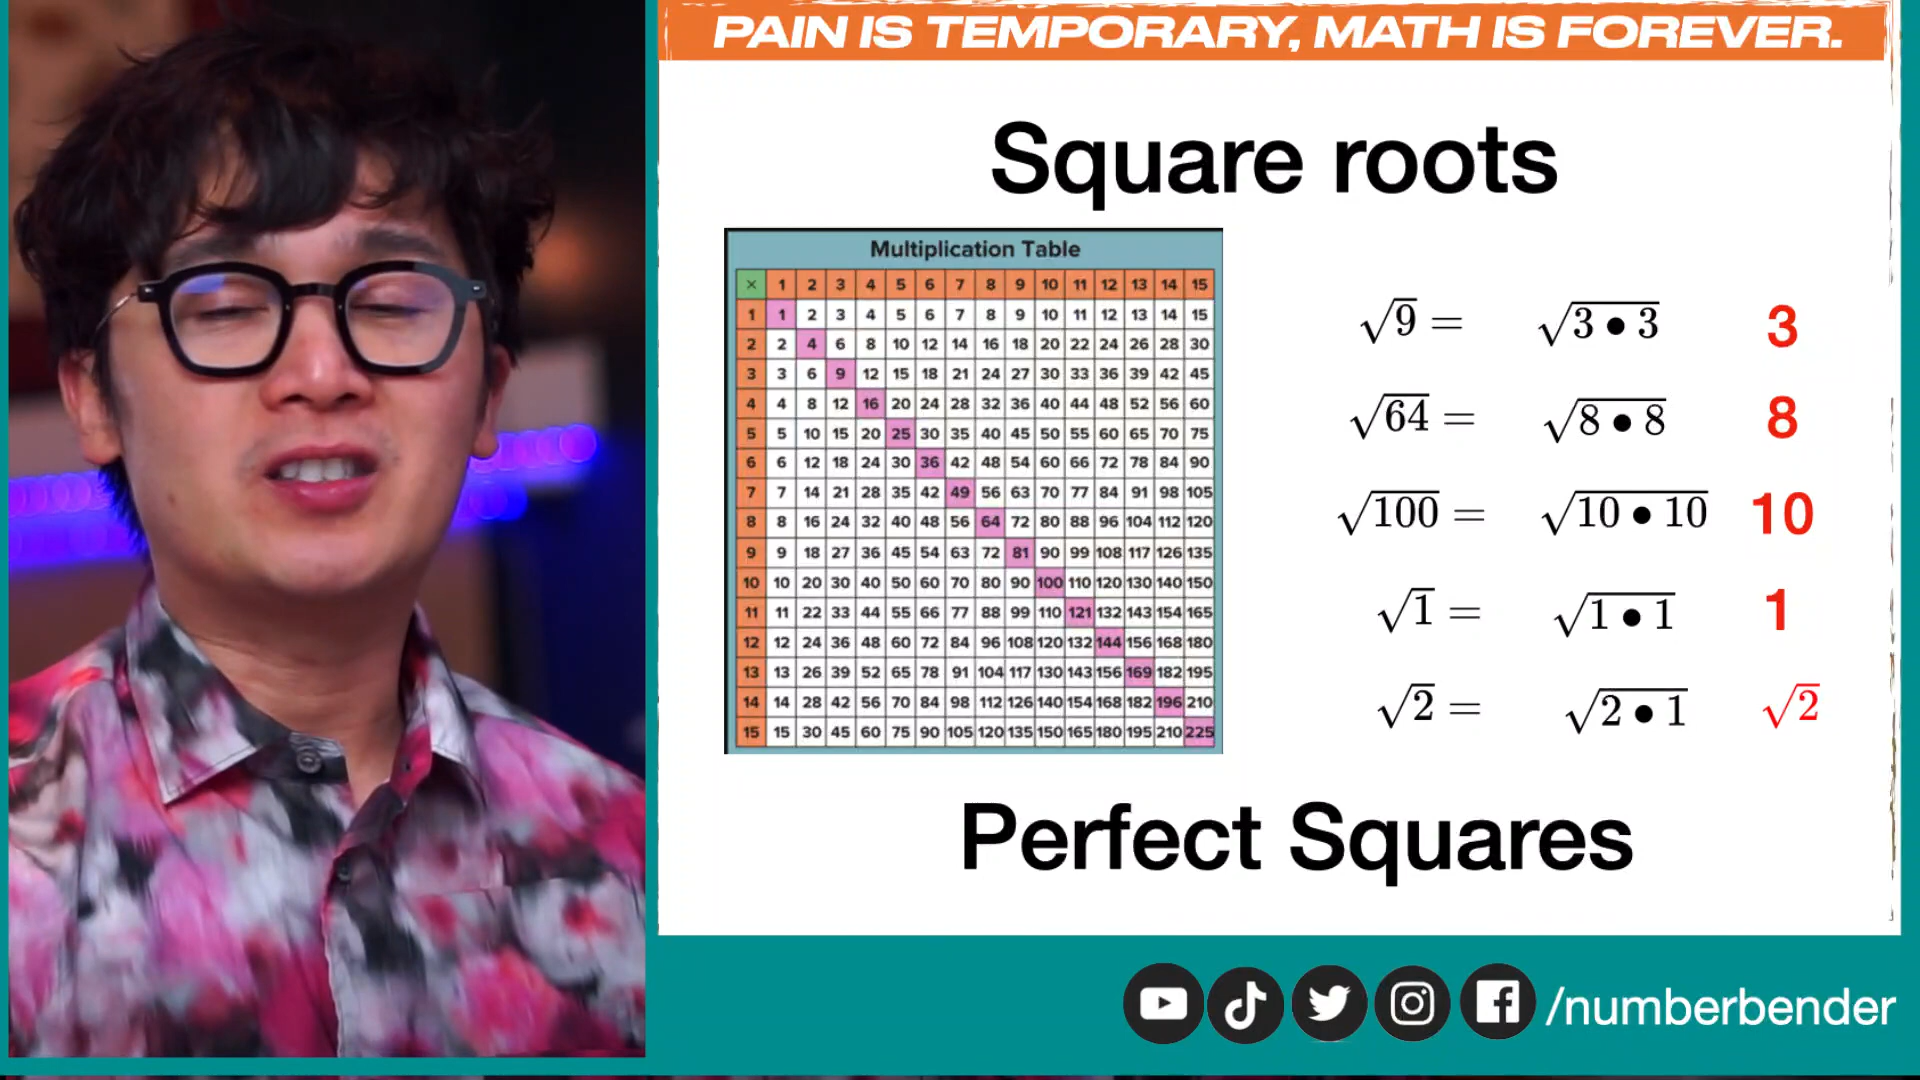 PAIN IS TEMPORARY, MATH IS FOREVER.
Square roots
Multiplication Table
× 1 2 3 4 5 6 7 8 9 10 11 12 13 14 15
1 1 2 3 4 5 6 7 8 9 10 11 12 13 14 15
2 2 4 6 8 10 12 14 16 18 20 22 24 26 28 30
3 3 6 9 12 15 18 21 24 27 30 33 36 39 42 45
4 4 8 12 16 20 24 28 32 36 40 44 48 52 56 60
5 5 10 15 20 25 30 35 40 45 50 55 60 65 70 75
6 6 12 18 24 30 36 42 48 54 60 66 72 78 84 90
7 7 14 21 28 35 42 49 56 63 70 77 84 91 98 105
8 8 16 24 32 40 48 56 64 72 80 88 96 104 112 120
9 9 18 27 36 45 54 63 72 81 90 99 108 117 126 135
10 10 20 30 40 50 60 70 80 90 100 110 120 130 140 150
11 11 22 33 44 55 66 77 88 99 110 121 132 143 154 165
12 12 24 36 48 60 72 84 96 108 120 132 144 156 168 180
13 13 26 39 52 65 78 91 104 117 130 143 156 169 182 195
14 14 28 42 56 70 84 98 112 126 140 154 168 182 196 210
15 15 30 45 60 75 90 105 120 135 150 165 180 195 210 225
√9 = √3 • 3 3
√64 = √8 • 8 8
√100 = √10 • 10 10
√1 = √1 • 1 1
√2 = √2 • 1 √2
Perfect Squares
/numberbender